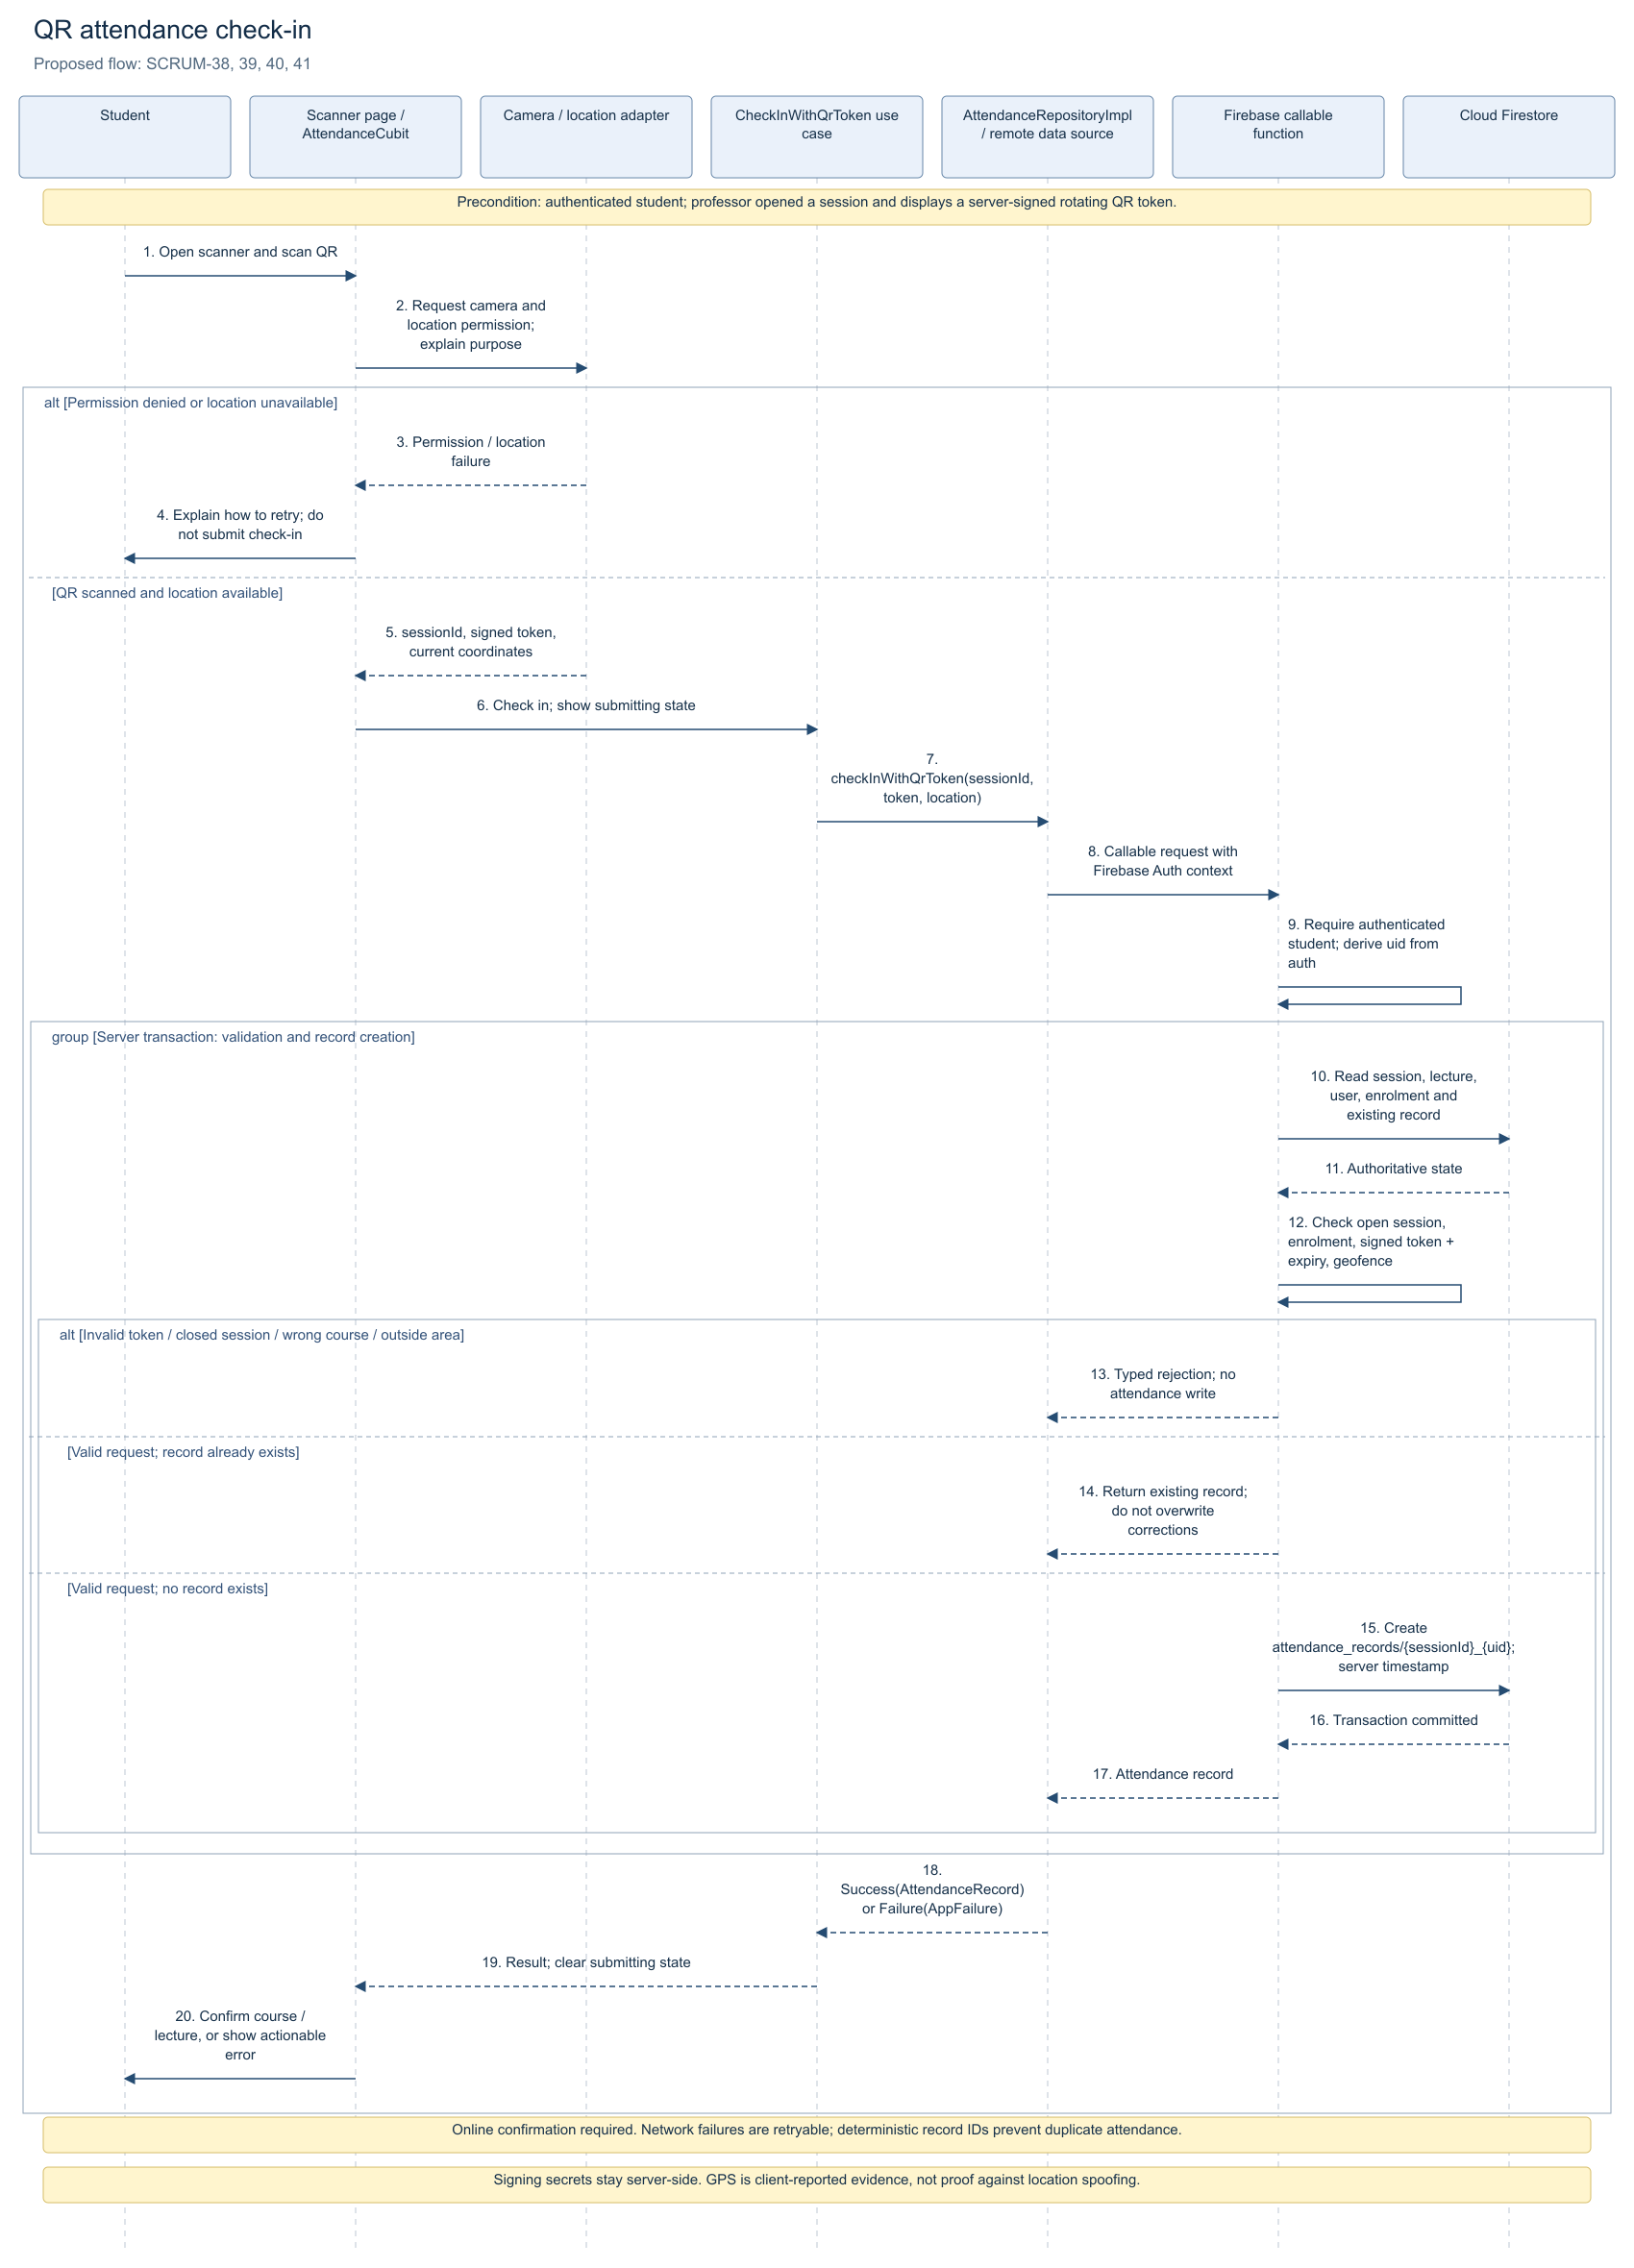 QR attendance check-in
Proposed flow: SCRUM-38, 39, 40, 41
Student
Scanner page /
AttendanceCubit
Camera / location adapter
CheckInWithQrToken use
case
AttendanceRepositoryImpl
/ remote data source
Firebase callable
function
Cloud Firestore
Precondition: authenticated student; professor opened a session and displays a server-signed rotating QR token.
1. Open scanner and scan QR
2. Request camera and
location permission;
explain purpose
alt [Permission denied or location unavailable]
3. Permission / location
failure
4. Explain how to retry; do
not submit check-in
[QR scanned and location available]
5. sessionId, signed token,
current coordinates
6. Check in; show submitting state
7.
checkInWithQrToken(sessionId,
token, location)
8. Callable request with
Firebase Auth context
9. Require authenticated
student; derive uid from
auth
group [Server transaction: validation and record creation]
10. Read session, lecture,
user, enrolment and
existing record
11. Authoritative state
12. Check open session,
enrolment, signed token +
expiry, geofence
alt [Invalid token / closed session / wrong course / outside area]
13. Typed rejection; no
attendance write
[Valid request; record already exists]
14. Return existing record;
do not overwrite
corrections
[Valid request; no record exists]
15. Create
attendance_records/{sessionId}_{uid};
server timestamp
16. Transaction committed
17. Attendance record
18.
Success(AttendanceRecord)
or Failure(AppFailure)
19. Result; clear submitting state
20. Confirm course /
lecture, or show actionable
error
Online confirmation required. Network failures are retryable; deterministic record IDs prevent duplicate attendance.
Signing secrets stay server-side. GPS is client-reported evidence, not proof against location spoofing.